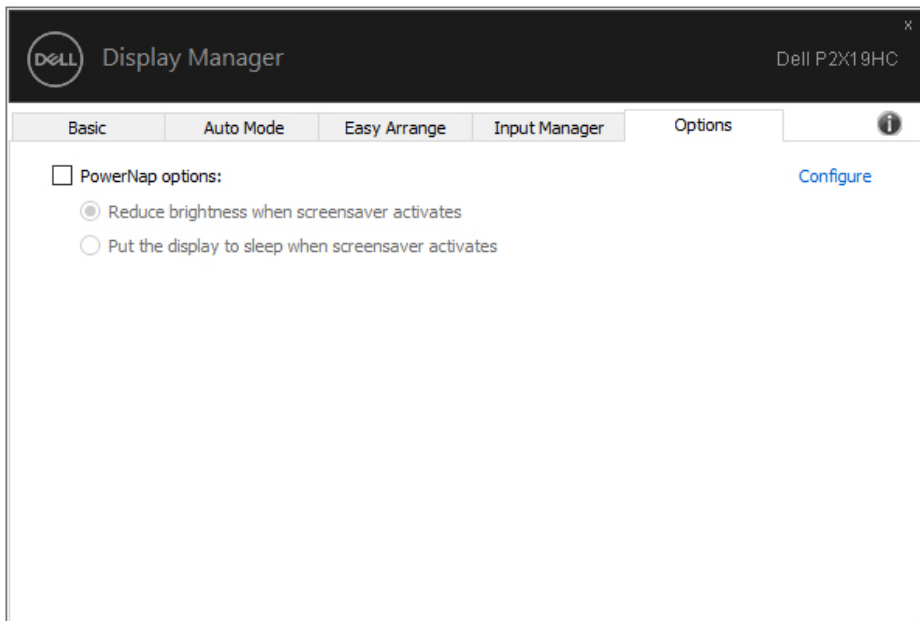 x
DELL Display Manager
Dell P2X19HC
Basic Auto Mode Easy Arrange Input Manager Options i
PowerNap options: Configure
Reduce brightness when screensaver activates
Put the display to sleep when screensaver activates